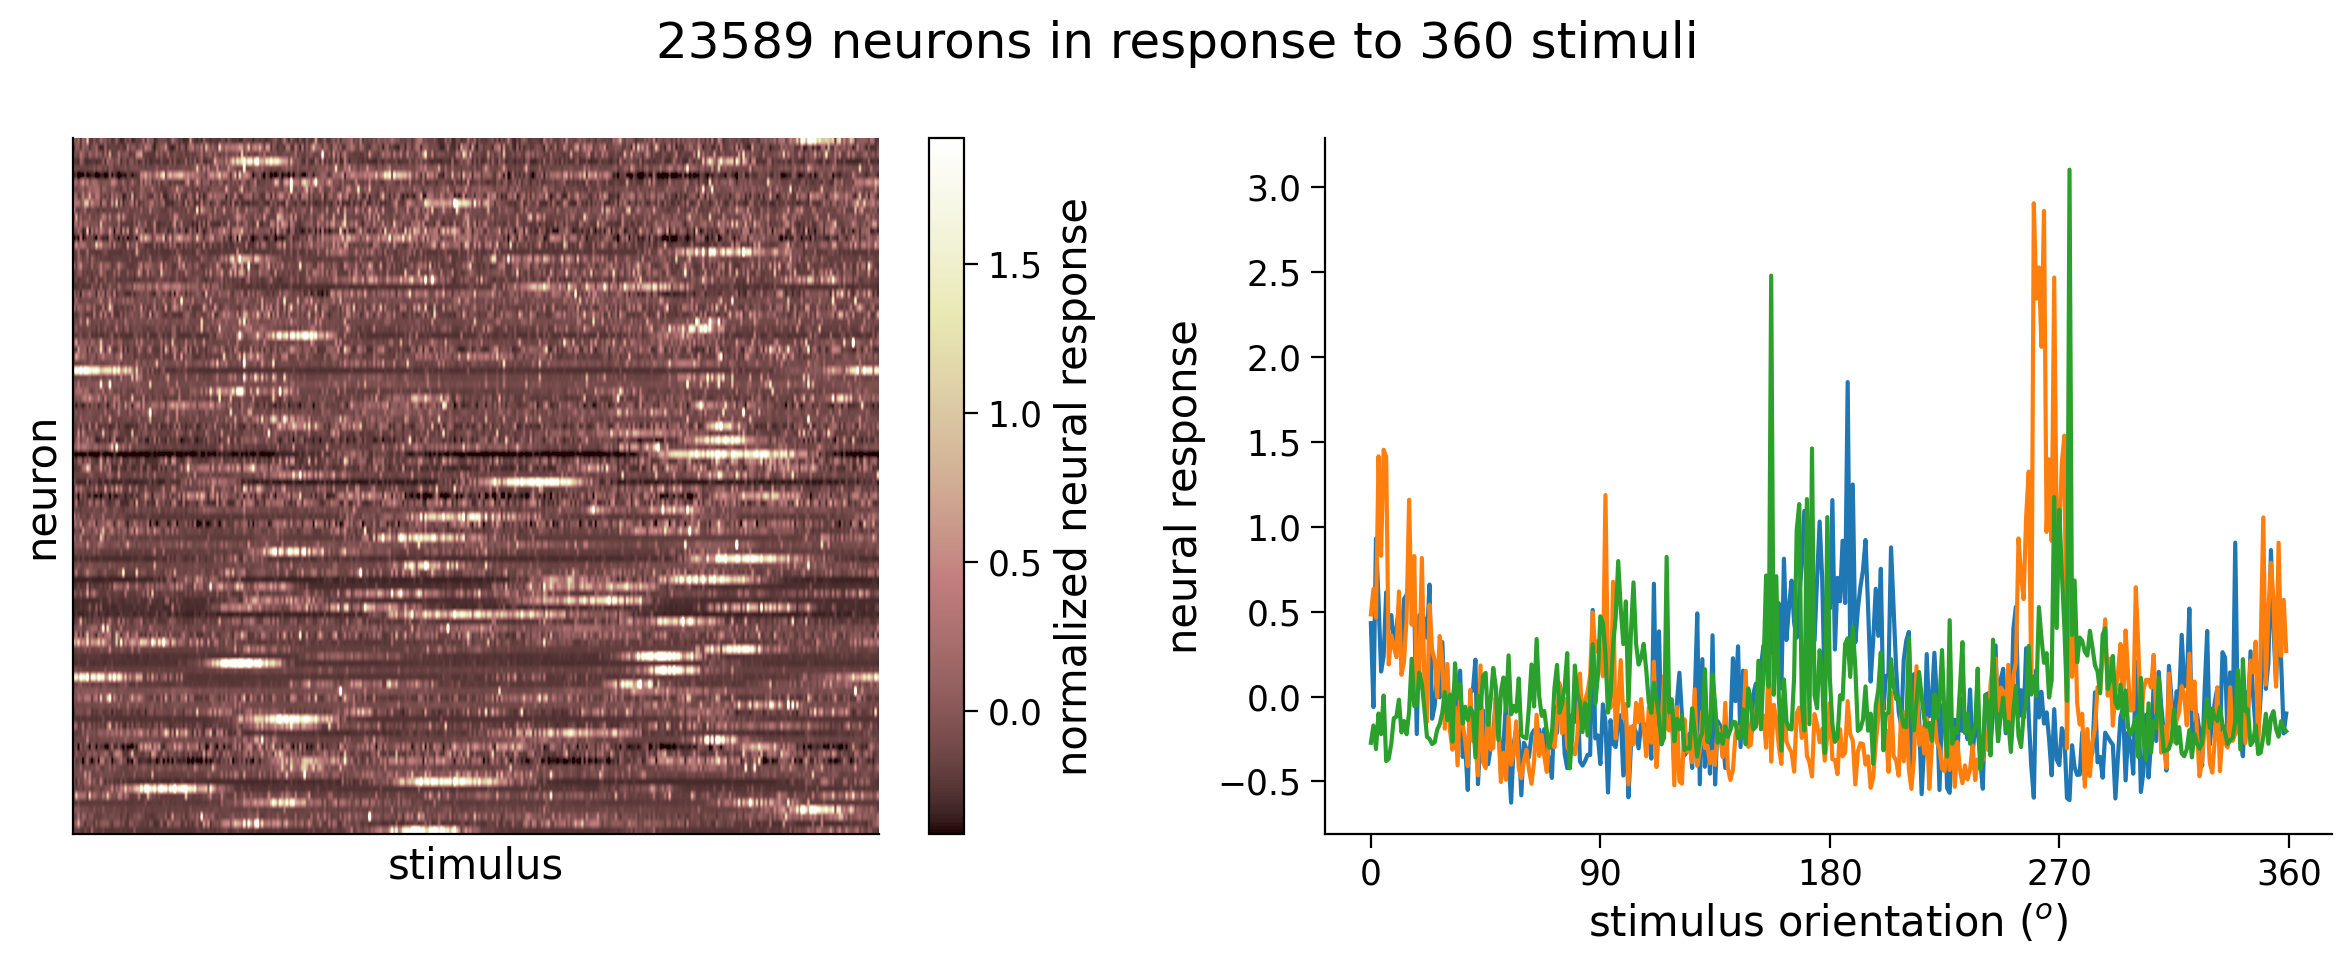 23589 neurons in response to 360 stimuli
neuron
stimulus
1.5
1.0
0.5
0.0
normalized neural response
neural response
3.0
2.5
2.0
1.5
1.0
0.5
0.0
−0.5
0 90 180 270 360
stimulus orientation (o)